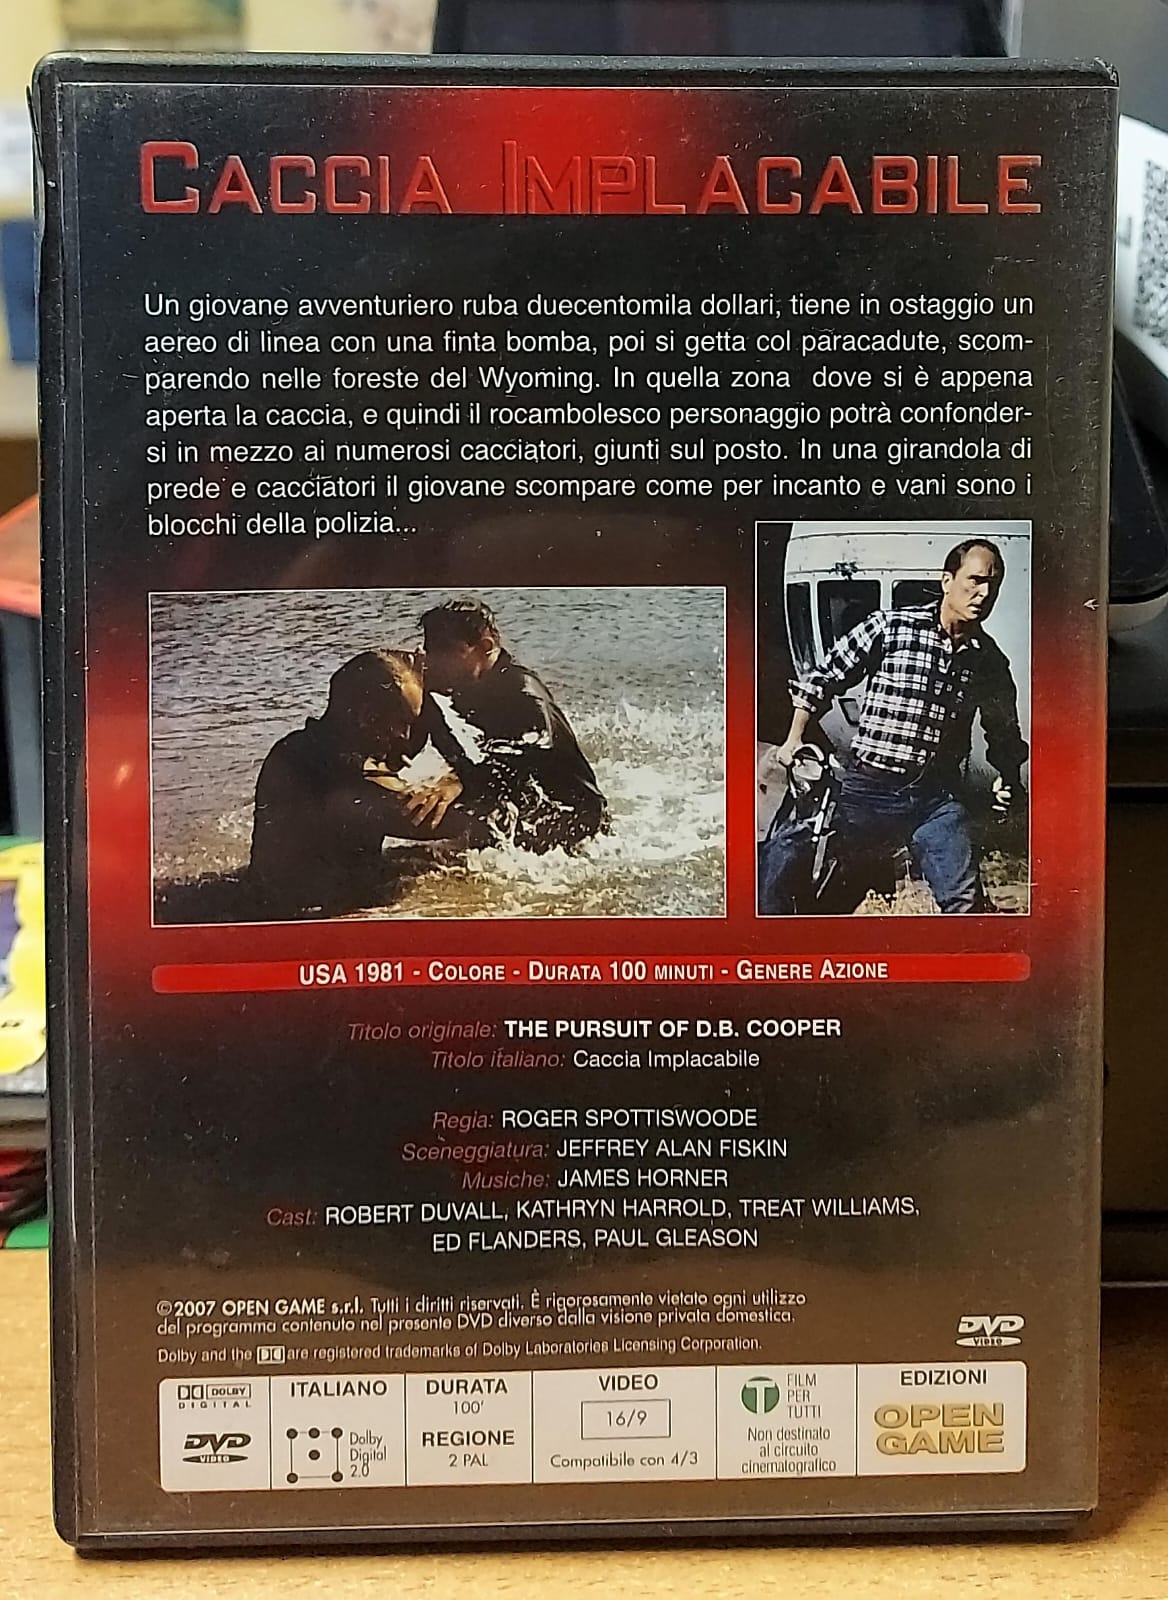 CACCIA IMPLACABILE
Un giovane avventuriero ruba duecentomila dollari, tiene in ostaggio un
aereo di linea con una finta bomba, poi si getta col paracadute, scom-
parendo nelle foreste del Wyoming. In quella zona dove si è appena
aperta la caccia, e quindi il rocambolesco personaggio potrà confonder-
si in mezzo ai numerosi cacciatori, giunti sul posto. In una girandola di
prede e cacciatori il giovane scompare come per incanto e vani sono i
blocchi della polizia...
USA 1981 - COLORE - DURATA 100 MINUTI - GENERE AZIONE
Titolo originale: THE PURSUIT OF D.B. COOPER
Titolo italiano: Caccia Implacabile
Regia: ROGER SPOTTISWOODE
Sceneggiatura: JEFFREY ALAN FISKIN
Musiche: JAMES HORNER
Cast: ROBERT DUVALL, KATHRYN HARROLD, TREAT WILLIAMS,
ED FLANDERS, PAUL GLEASON
©2007 OPEN GAME s.r.l. Tutti i diritti riservati. È rigorosamente vietato ogni utilizzo
del programma contenuto nel presente DVD diverso dalla visione privata domestica.
Dolby and the are registered trademarks of Dolby Laboratories Licensing Corporation.
DVD
VIDEO
DOLBY
DIGITAL
DVD
VIDEO
ITALIANO
Dolby
Digital
2.0
DURATA
100'
REGIONE
2 PAL
VIDEO
16/9
Compatibile con 4/3
T
FILM
PER
TUTTI
Non destinato
al circuito
cinematografico
EDIZIONI
OPEN
GAME